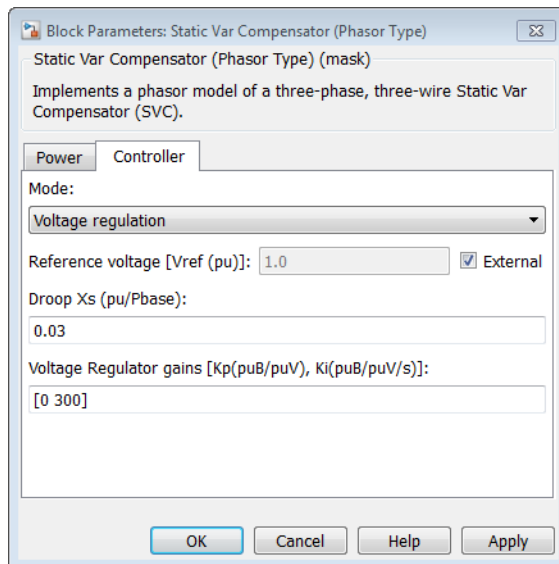 Block Parameters: Static Var Compensator (Phasor Type)
Static Var Compensator (Phasor Type) (mask)
Implements a phasor model of a three-phase, three-wire Static Var
Compensator (SVC).
Power Controller
Mode:
Voltage regulation
Reference voltage [Vref (pu)]: 1.0 External
Droop Xs (pu/Pbase):
0.03
Voltage Regulator gains [Kp(puB/puV), Ki(puB/puV/s)]:
[0 300]
OK Cancel Help Apply